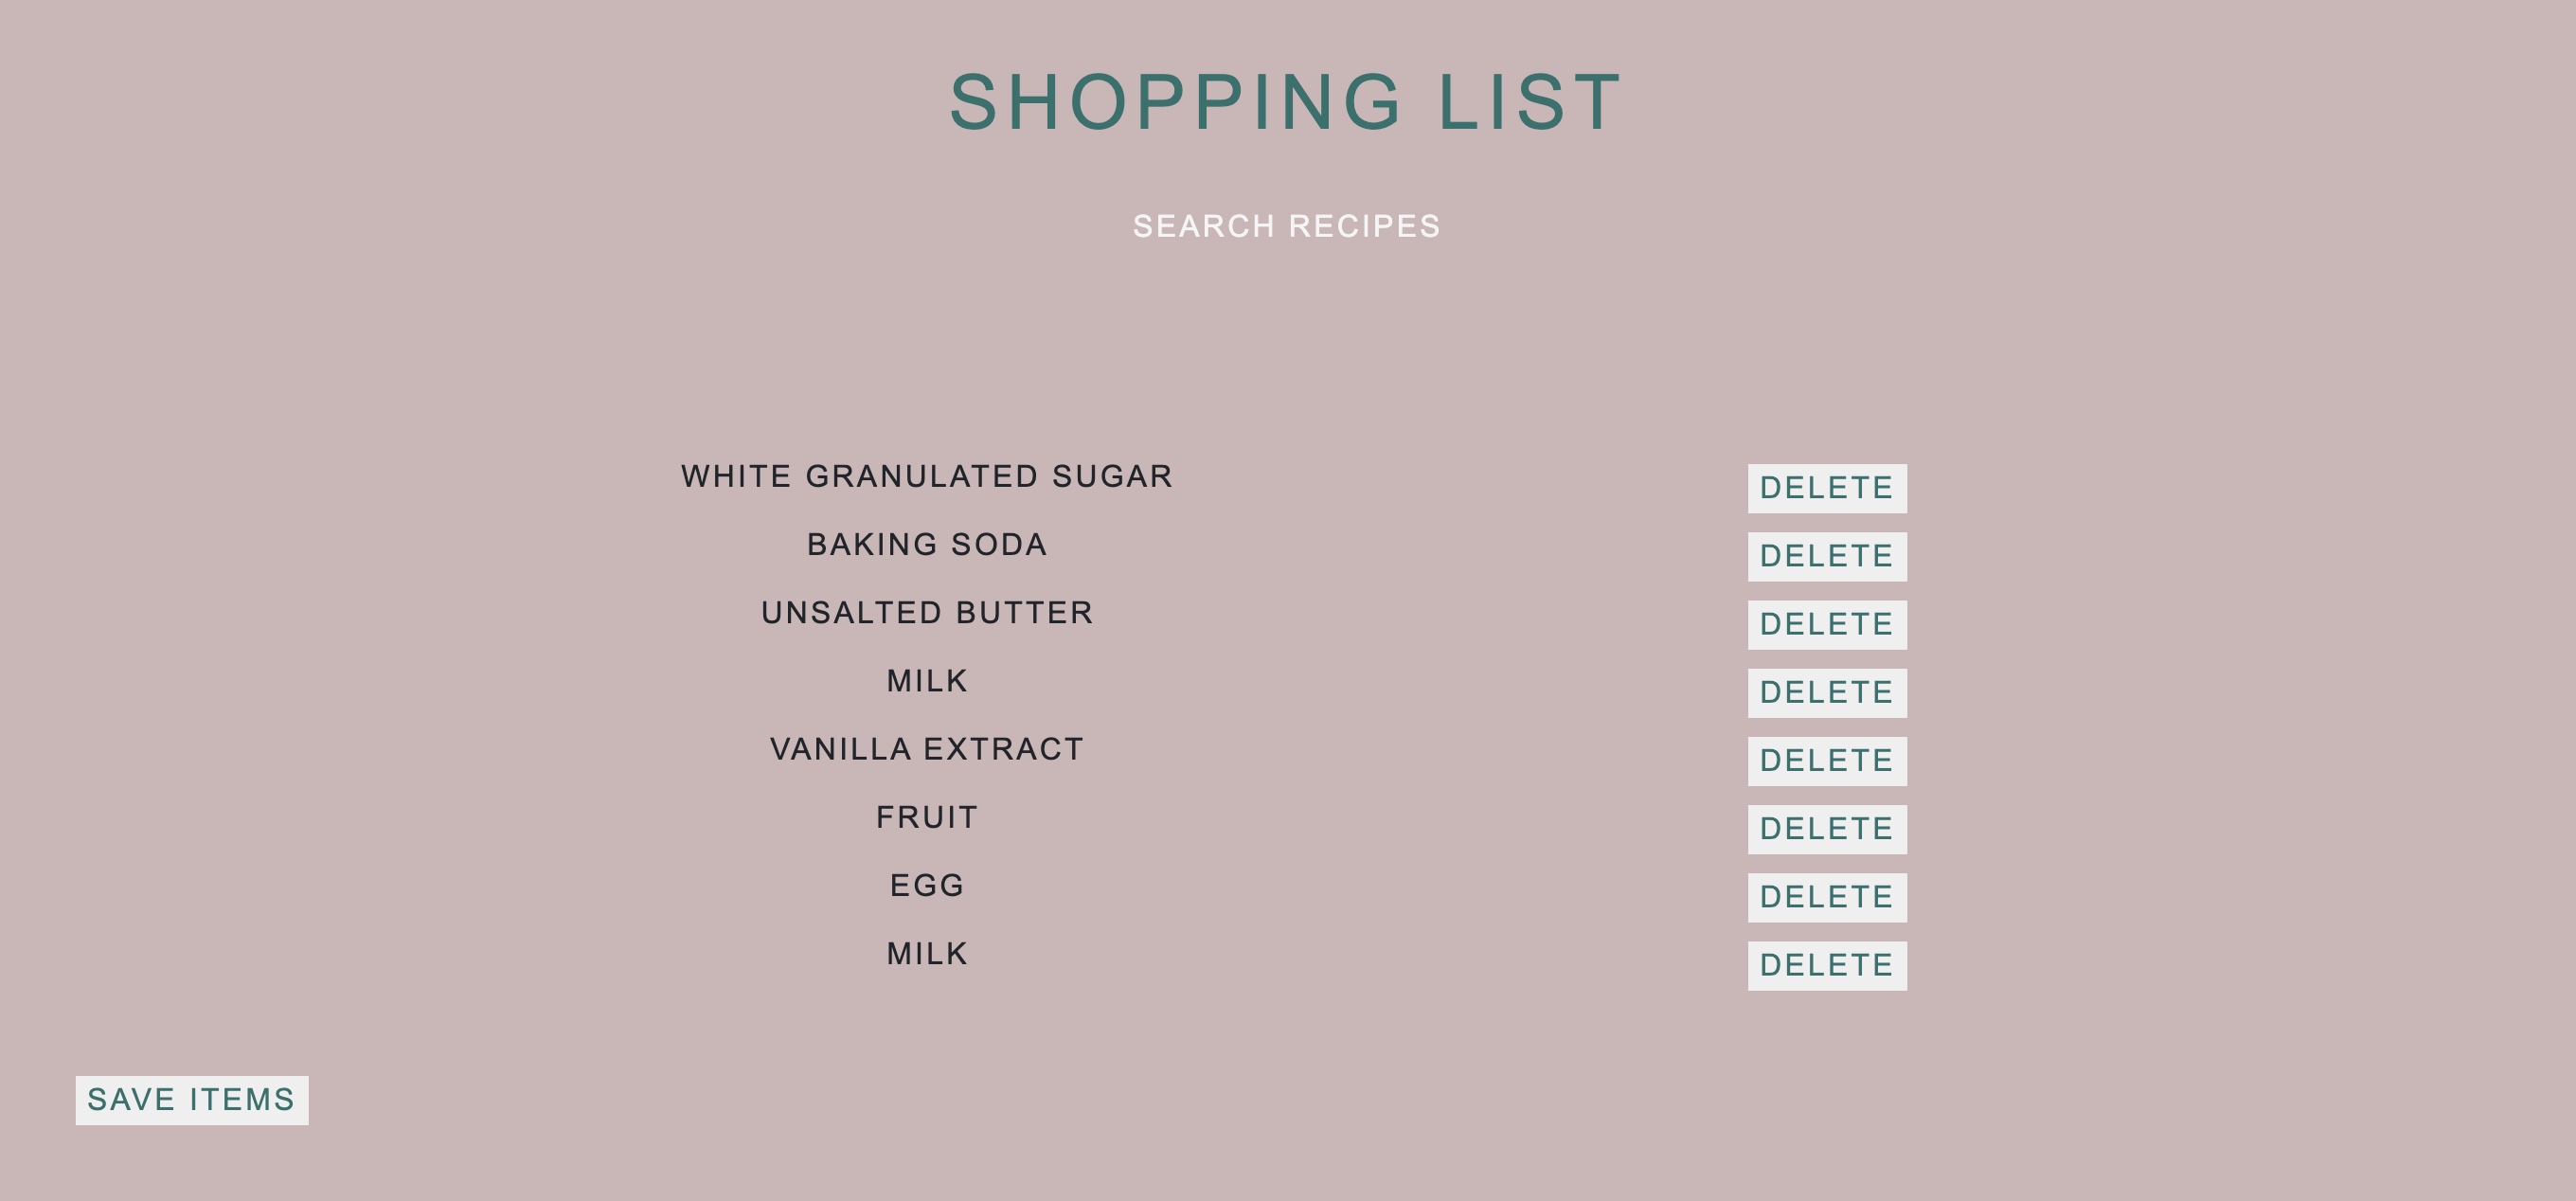 SHOPPING LIST
SEARCH RECIPES
WHITE GRANULATED SUGAR DELETE
BAKING SODA DELETE
UNSALTED BUTTER DELETE
MILK DELETE
VANILLA EXTRACT DELETE
FRUIT DELETE
EGG DELETE
MILK DELETE
SAVE ITEMS